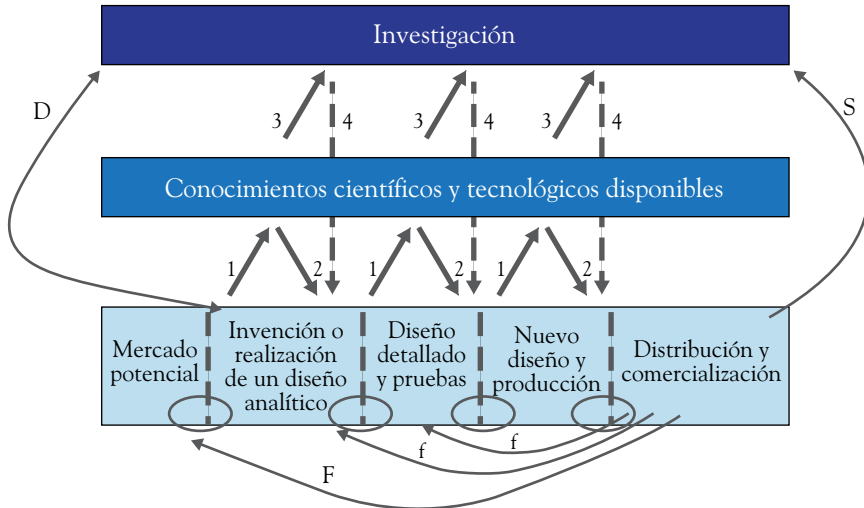 Investigación
D
S
3
4
3
4
3
4
Conocimientos científicos y tecnológicos disponibles
1
2
1
2
1
2
Mercado
potencial
Invención o
realización
de un diseño
analítico
Diseño
detallado
y pruebas
Nuevo
diseño y
producción
Distribución y
comercialización
f
f
F